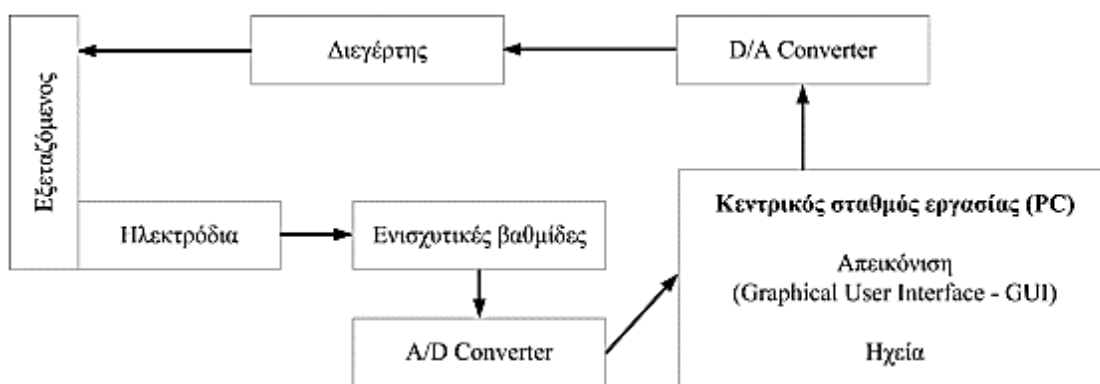 Διεγέρτης
D/A Converter
Εξεταζόμενος
Ηλεκτρόδια
Ενισχυτικές βαθμίδες
A/D Converter
Κεντρικός σταθμός εργασίας (PC)
Απεικόνιση
(Graphical User Interface - GUI)
Ηχεία